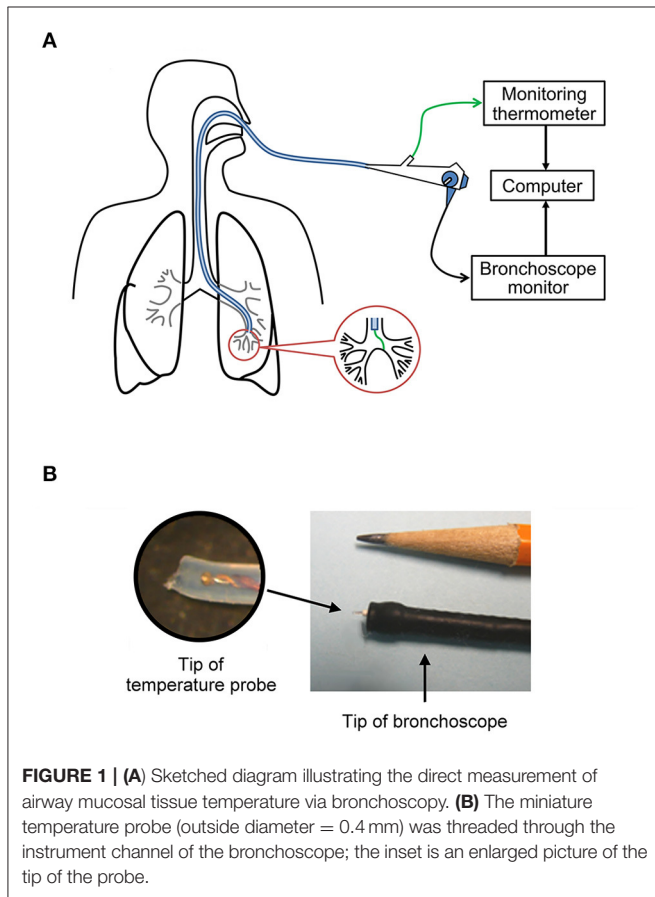 A
Monitoring
thermometer
Computer
Bronchoscope
monitor
B
Tip of
temperature probe
Tip of bronchoscope
FIGURE 1 | (A) Sketched diagram illustrating the direct measurement of
airway mucosal tissue temperature via bronchoscopy. (B) The miniature
temperature probe (outside diameter = 0.4 mm) was threaded through the
instrument channel of the bronchoscope; the inset is an enlarged picture of the
tip of the probe.